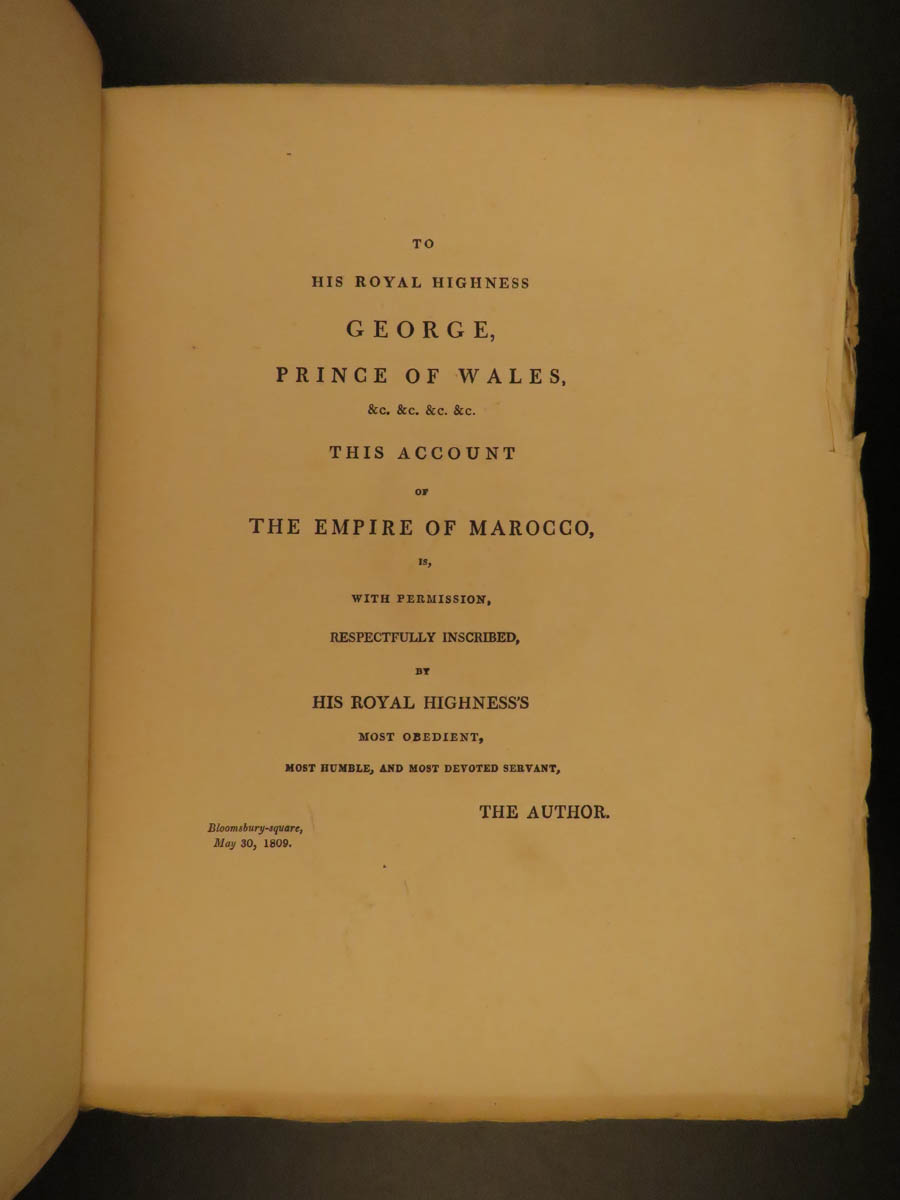 TO
HIS ROYAL HIGHNESS
GEORGE,
PRINCE OF WALES,
&c. &c. &c. &c.
THIS ACCOUNT
OF
THE EMPIRE OF MAROCCO,
IS,
WITH PERMISSION,
RESPECTFULLY INSCRIBED,
BY
HIS ROYAL HIGHNESS'S
MOST OBEDIENT,
MOST HUMBLE, AND MOST DEVOTED SERVANT,
THE AUTHOR.
Bloomsbury-square,
May 30, 1809.